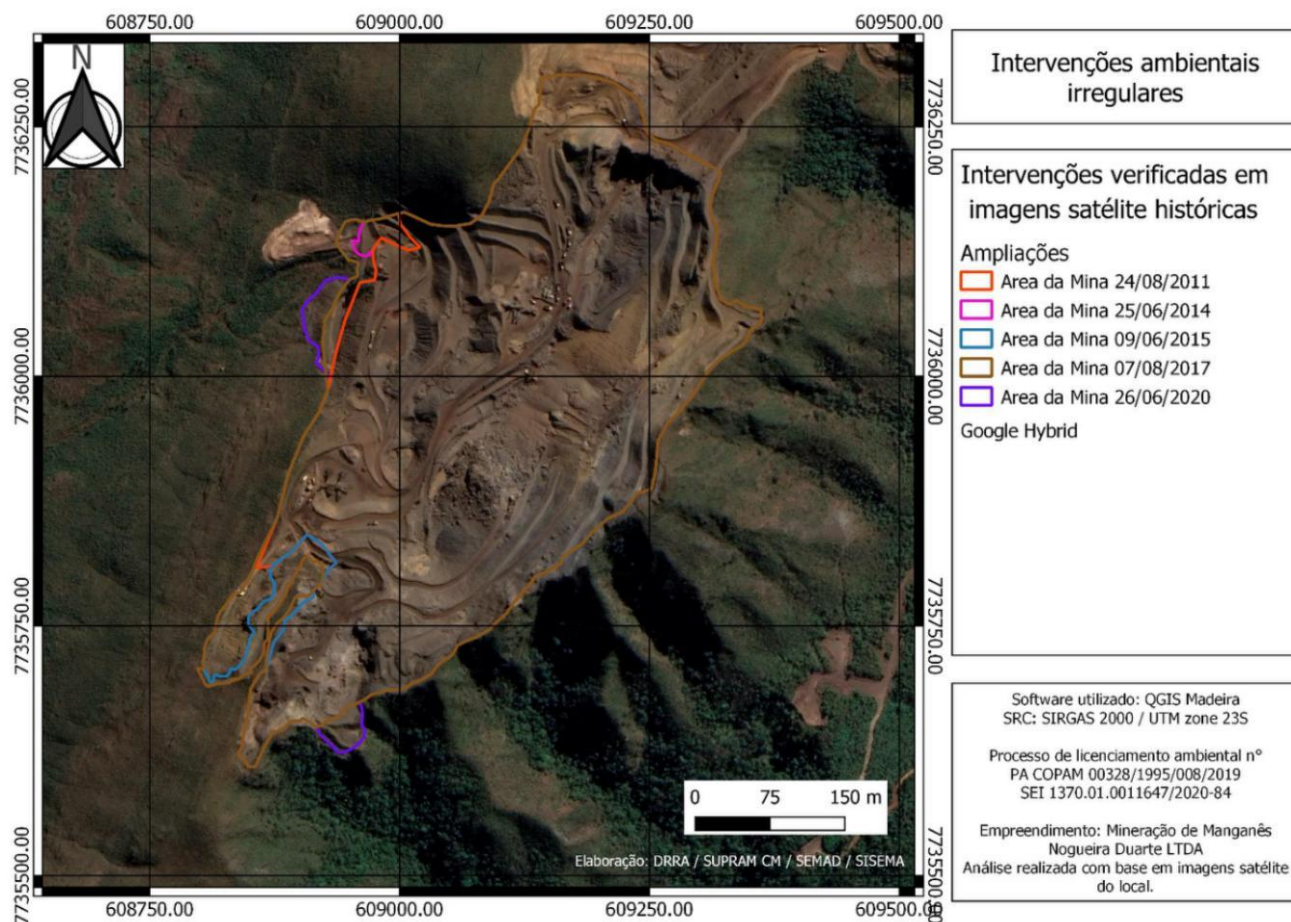 608750.00
609000.00
609250.00
609500.00
N
7736250.00
7736250.00
7736000.00
7736000.00
7735750.00
7735750.00
7735500.00
7735500.00
0 75 150 m
Elaboração: DRRA / SUPRAM CM / SEMAD / SISEMA
608750.00
609000.00
609250.00
609500.00
Intervenções ambientais
irregulares
Intervenções verificadas em
imagens satélite históricas
Ampliações
Area da Mina 24/08/2011
Area da Mina 25/06/2014
Area da Mina 09/06/2015
Area da Mina 07/08/2017
Area da Mina 26/06/2020
Google Hybrid
Software utilizado: QGIS Madeira
SRC: SIRGAS 2000 / UTM zone 23S
Processo de licenciamento ambiental n°
PA COPAM 00328/1995/008/2019
SEI 1370.01.0011647/2020-84
Empreendimento: Mineração de Manganês
Nogueira Duarte LTDA
Análise realizada com base em imagens satélite
do local.